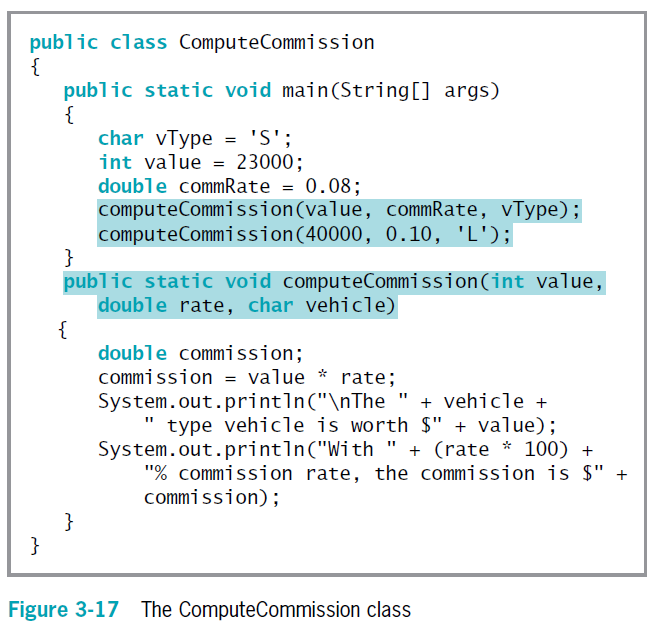 public class ComputeCommission
{
public static void main(String[] args)
{
char vType = 'S';
int value = 23000;
double commRate = 0.08;
computeCommission(value, commRate, vType);
computeCommission(40000, 0.10, 'L');
}
public static void computeCommission(int value,
double rate, char vehicle)
{
double commission;
commission = value * rate;
System.out.println("\nThe " + vehicle +
" type vehicle is worth $" + value);
System.out.println("With " + (rate * 100) +
"% commission rate, the commission is $" +
commission);
}
}
Figure 3-17 The ComputeCommission class